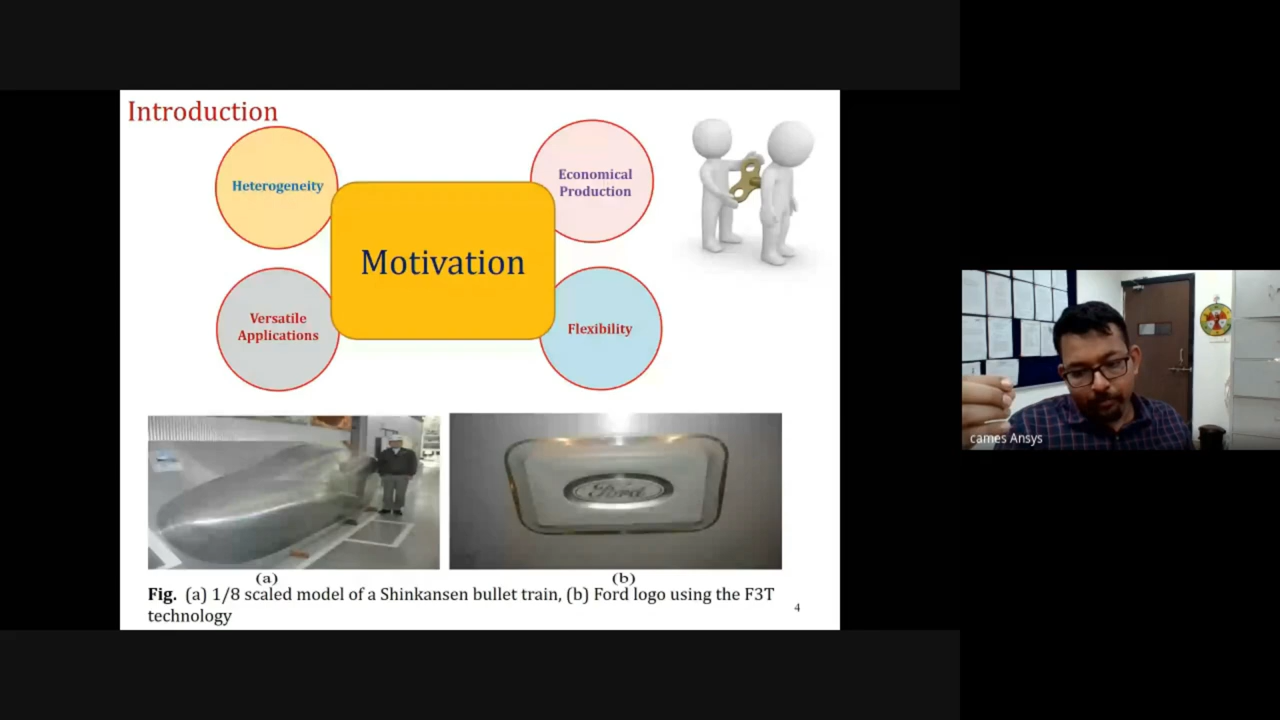 Introduction
Heterogeneity
Economical
Production
Motivation
Versatile
Applications
Flexibility
Ford
(a)
(b)
Fig. (a) 1/8 scaled model of a Shinkansen bullet train, (b) Ford logo using the F3T
technology
4
cames Ansys